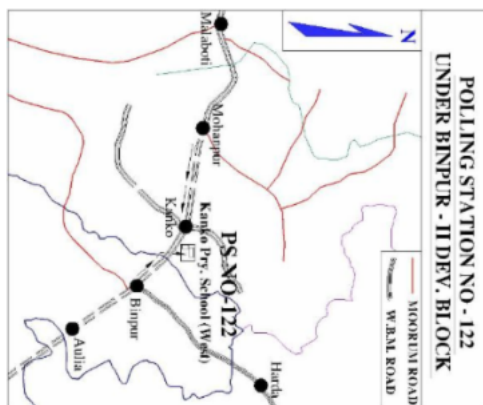 POLLING STATION NO - 122
UNDER BINPUR - II DEV. BLOCK
N
MOORUM ROAD
W.B.M. ROAD
Malaboti
Mohanpur
Kanko
PS NO-122
Kanko Pry. School (West)
Binpur
Harda
Aulia